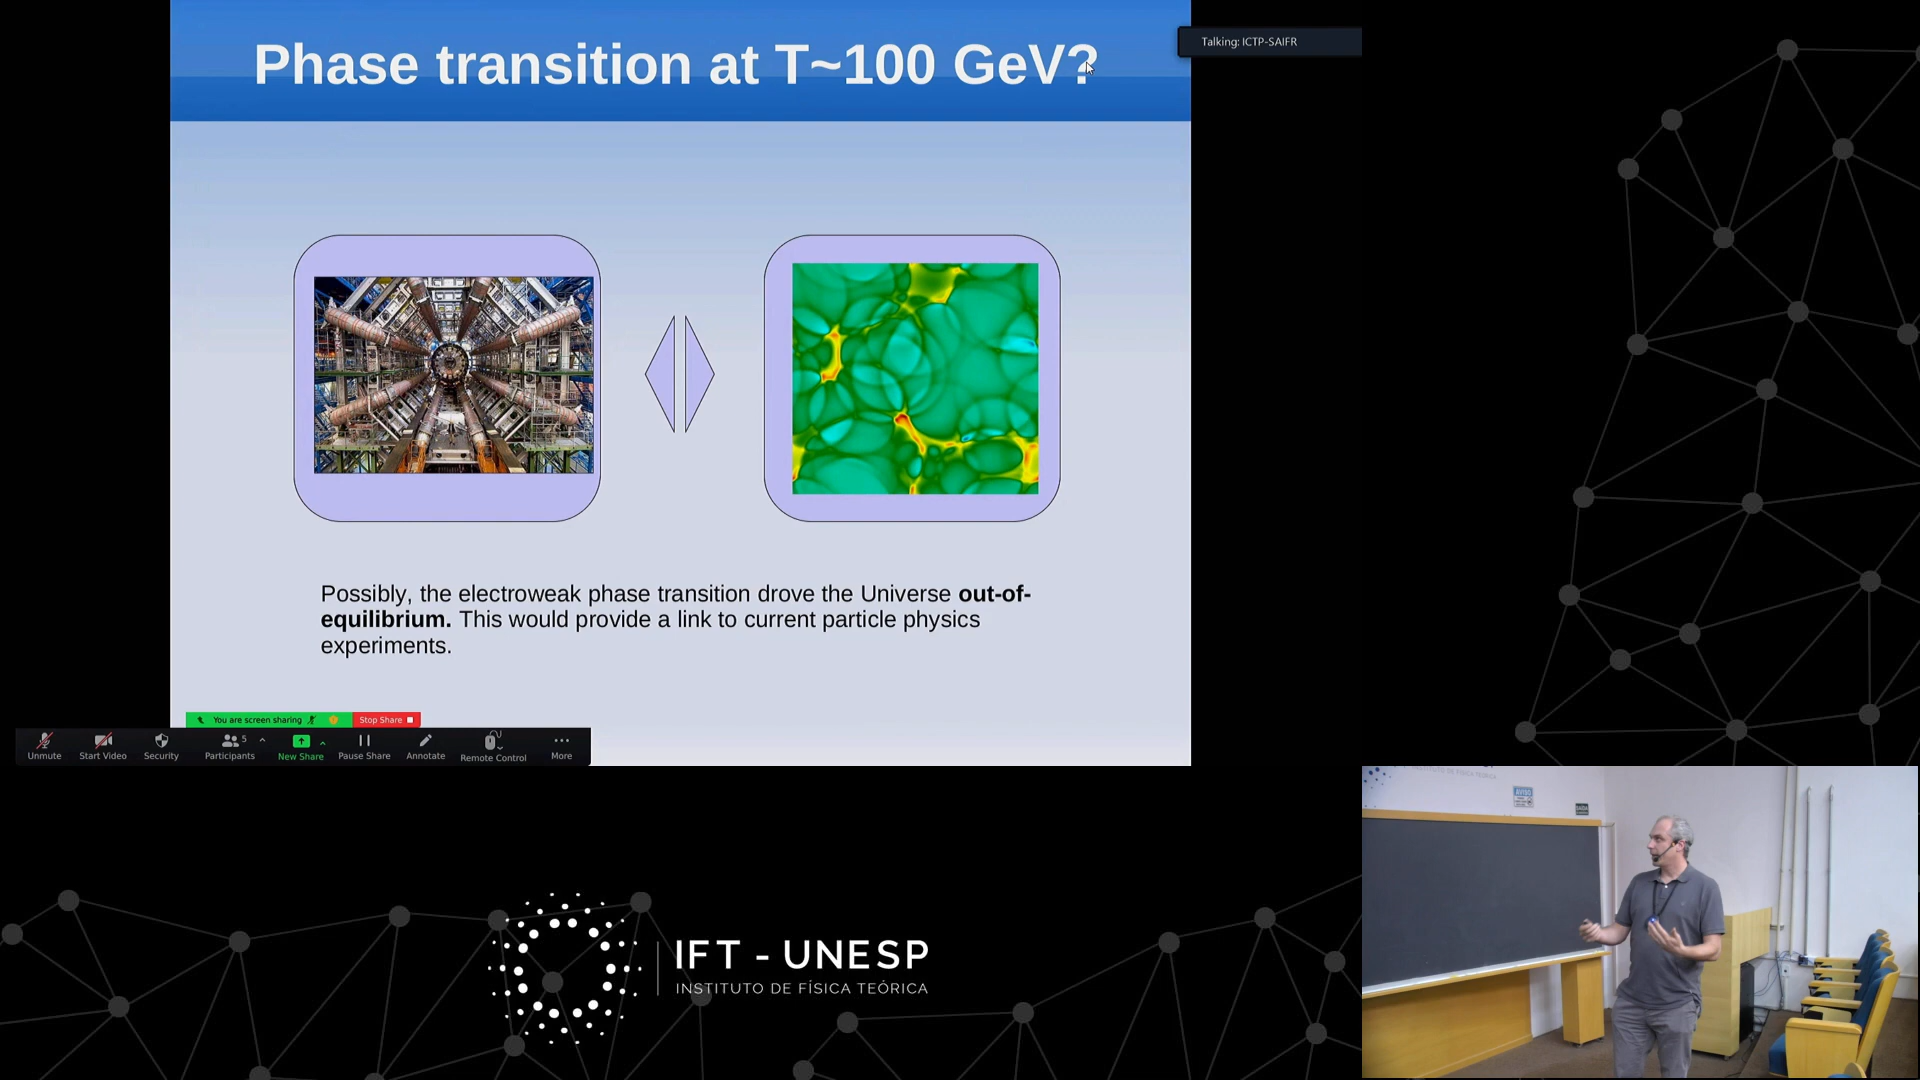 Phase transition at T~100 GeV?
Talking: ICTP-SAIFR
Possibly, the electroweak phase transition drove the Universe out-of-
equilibrium. This would provide a link to current particle physics
experiments.
You are screen sharing
Stop Share
Unmute
Start Video
Security
Participants
5
New Share
Pause Share
Annotate
Remote Control
More
IFT - UNESP
INSTITUTO DE FÍSICA TEÓRICA
AVISO